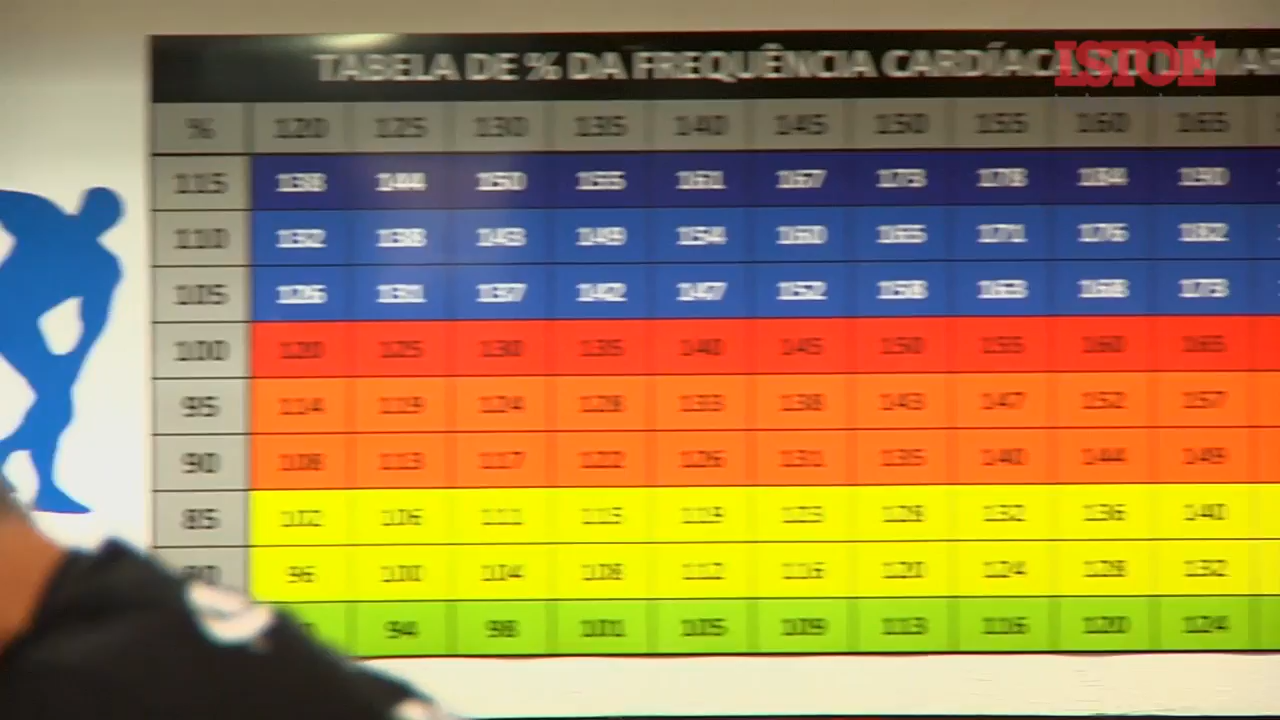 TABELA DE % DA FREQUÊNCIA CARDÍACA
ISTOÉ
% 120 125 130 135 140 145 150 155 160 165
115 138 144 150 155 161 167 173 178 184 190
110 132 138 143 149 154 160 165 171 176 182
105 126 131 137 142 147 152 158 163 168 173
100 120 125 130 135 140 145 150 155 160 165
95 114 119 124 128 133 138 143 147 152 157
90 108 113 117 122 126 131 135 140 144 149
85 102 106 111 115 119 123 128 132 136 140
96 100 104 108 112 116 120 124 128 132
94 98 101 105 109 113 116 120 124